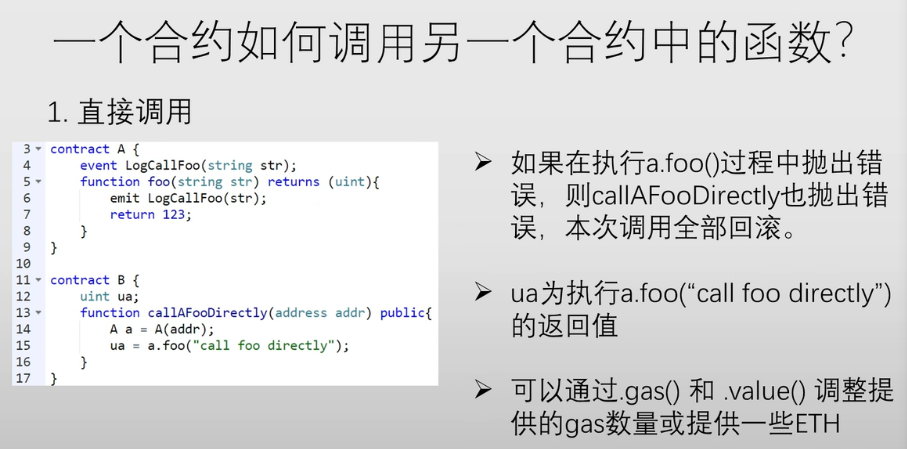 一个合约如何调用另一个合约中的函数?
1. 直接调用
3 contract A {
4 event LogCallFoo(string str);
5 function foo(string str) returns (uint){
6 emit LogCallFoo(str);
7 return 123;
8 }
9 }
10
11 contract B {
12 uint ua;
13 function callAFooDirectly(address addr) public{
14 A a = A(addr);
15 ua = a.foo("call foo directly");
16 }
17 }
➢ 如果在执行a.foo()过程中抛出错
误，则callAFooDirectly也抛出错
误，本次调用全部回滚。
➢ ua为执行a.foo(“call foo directly”)
的返回值
➢ 可以通过.gas() 和 .value() 调整提
供的gas数量或提供一些ETH